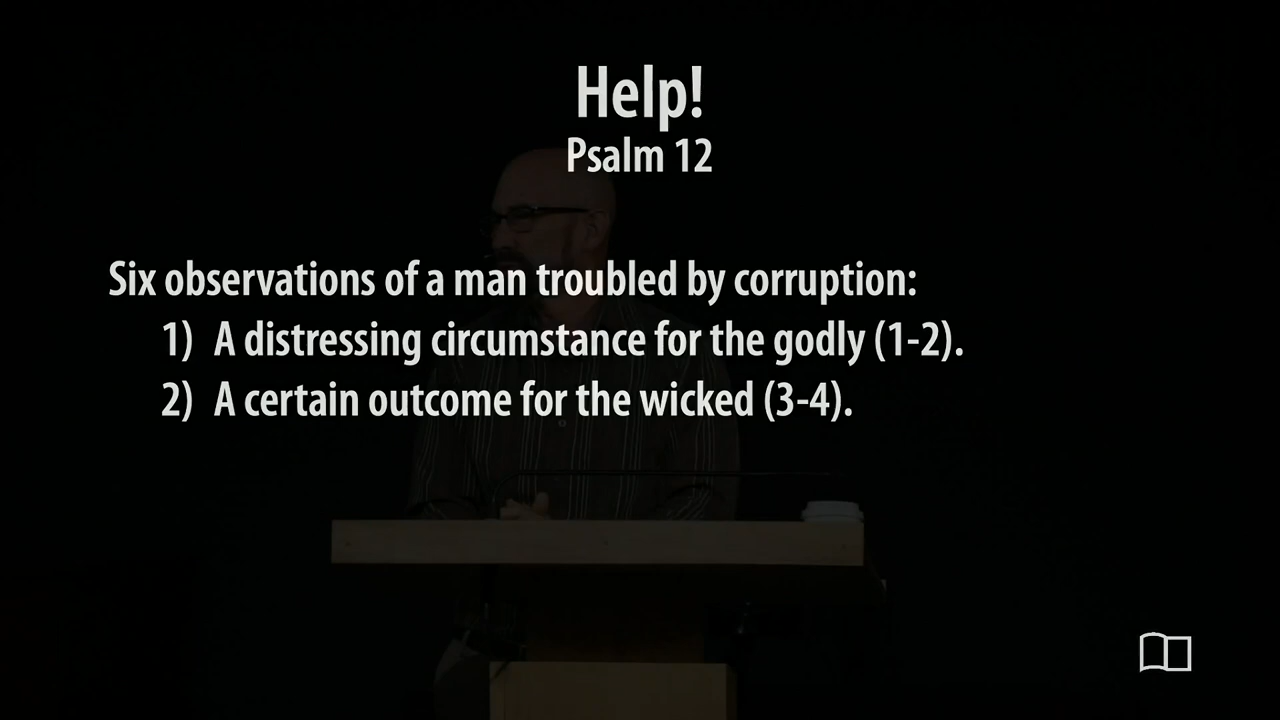 Help!
Psalm 12
Six observations of a man troubled by corruption:
1) A distressing circumstance for the godly (1-2).
2) A certain outcome for the wicked (3-4).